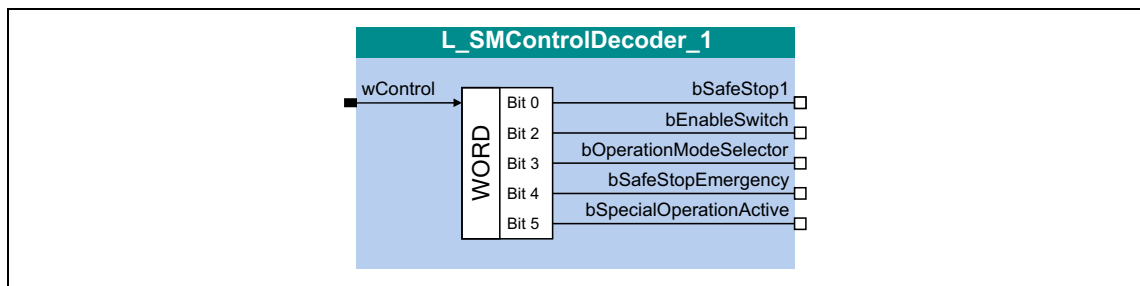 L_SMControlDecoder_1
wControl
WORD
Bit 0
bSafeStop1
Bit 2
bEnableSwitch
Bit 3
bOperationModeSelector
Bit 4
bSafeStopEmergency
Bit 5
bSpecialOperationActive